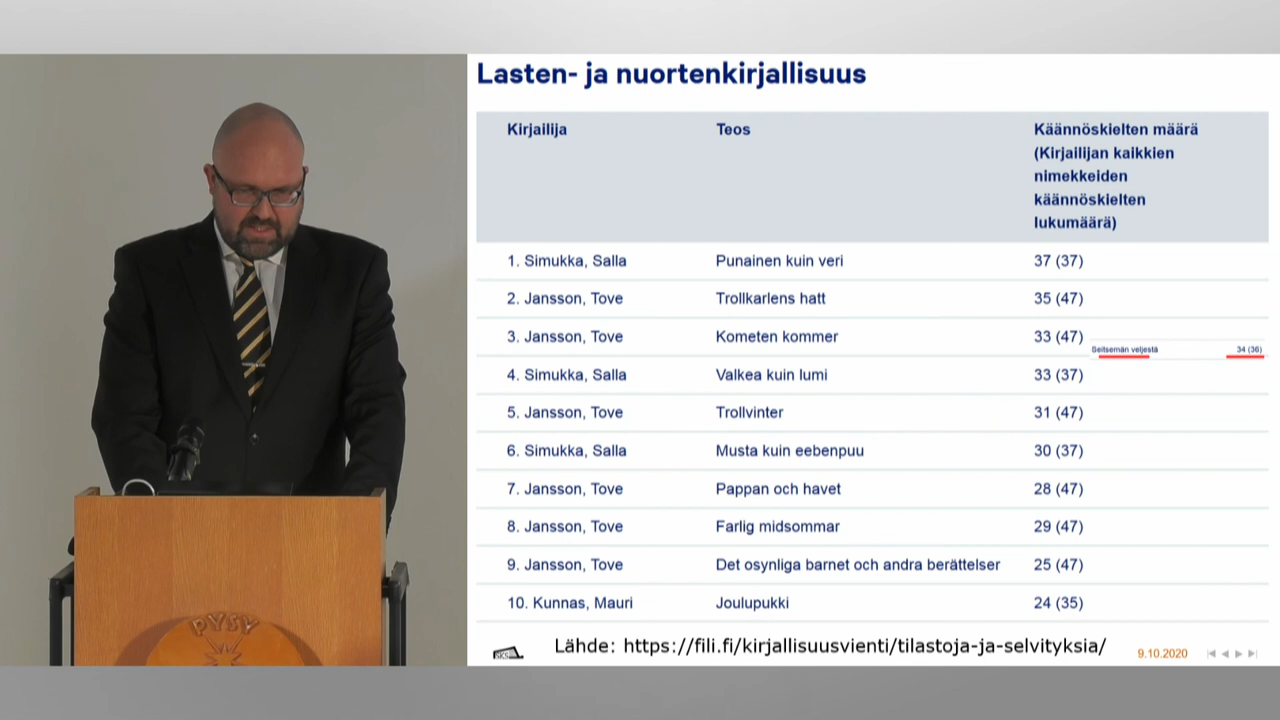 Lasten- ja nuortenkirjallisuus
Kirjailija Teos Käännöskielten määrä
(Kirjailijan kaikkien
nimekkeiden
käännöskielten
lukumäärä)
1. Simukka, Salla Punainen kuin veri 37 (37)
2. Jansson, Tove Trollkarlens hatt 35 (47)
3. Jansson, Tove Kometen kommer 33 (47)
Seitsemän veljestä 34 (36)
4. Simukka, Salla Valkea kuin lumi 33 (37)
5. Jansson, Tove Trollvinter 31 (47)
6. Simukka, Salla Musta kuin eebenpuu 30 (37)
7. Jansson, Tove Pappan och havet 28 (47)
8. Jansson, Tove Farlig midsommar 29 (47)
9. Jansson, Tove Det osynliga barnet och andra berättelser 25 (47)
10. Kunnas, Mauri Joulupukki 24 (35)
Lähde: https://fili.fi/kirjallisuusvienti/tilastoja-ja-selvityksia/
9.10.2020
PYSY